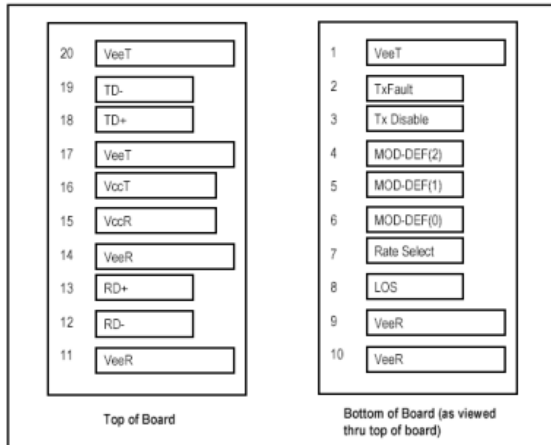 20 VeeT
19 TD-
18 TD+
17 VeeT
16 VccT
15 VccR
14 VeeR
13 RD+
12 RD-
11 VeeR
Top of Board
1 VeeT
2 TxFault
3 Tx Disable
4 MOD-DEF(2)
5 MOD-DEF(1)
6 MOD-DEF(0)
7 Rate Select
8 LOS
9 VeeR
10 VeeR
Bottom of Board (as viewed
thru top of board)